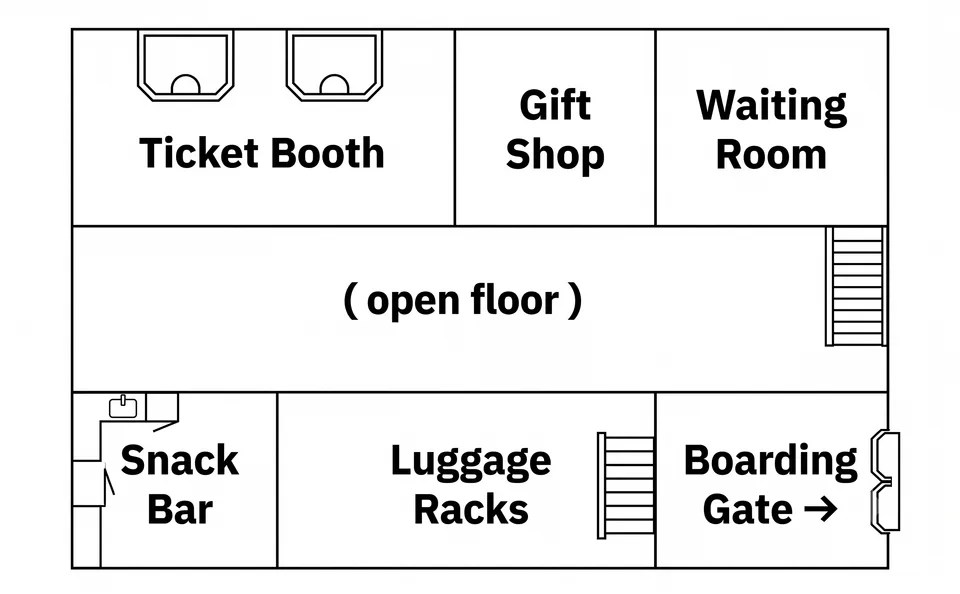 Ticket Booth
Gift
Shop
Waiting
Room
( open floor )
Snack
Bar
Luggage
Racks
Boarding
Gate →